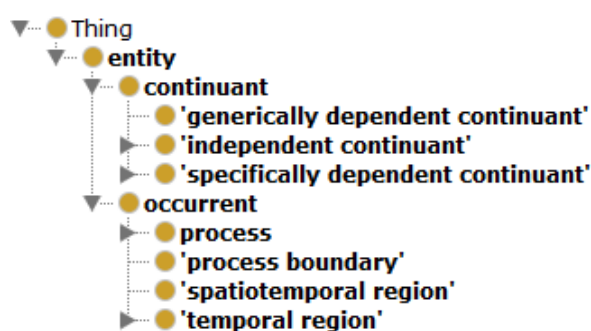 Thing
entity
continuant
'generically dependent continuant'
'independent continuant'
'specifically dependent continuant'
occurrent
process
'process boundary'
'spatiotemporal region'
'temporal region'